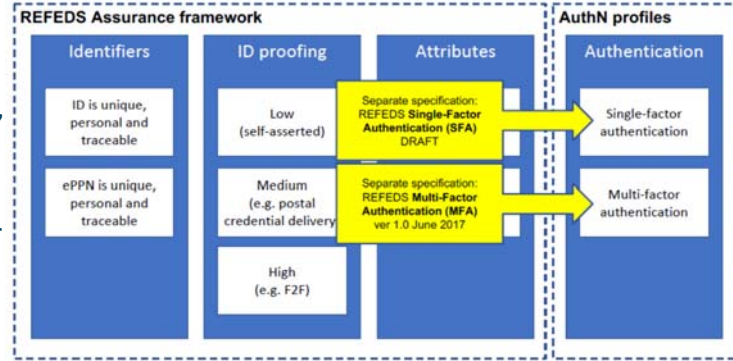 REFEDS Assurance framework
AuthN profiles
Identifiers
ID is unique,
personal and
traceable
ePPN is unique,
personal and
traceable
ID proofing
Low
(self-asserted)
Medium
(e.g. postal
credential delivery
High
(e.g. F2F)
Attributes
Separate specification:
REFEDS Single-Factor
Authentication (SFA)
DRAFT
Separate specification:
REFEDS Multi-Factor
Authentication (MFA)
ver 1.0 June 2017
Authentication
Single-factor
authentication
Multi-factor
authentication